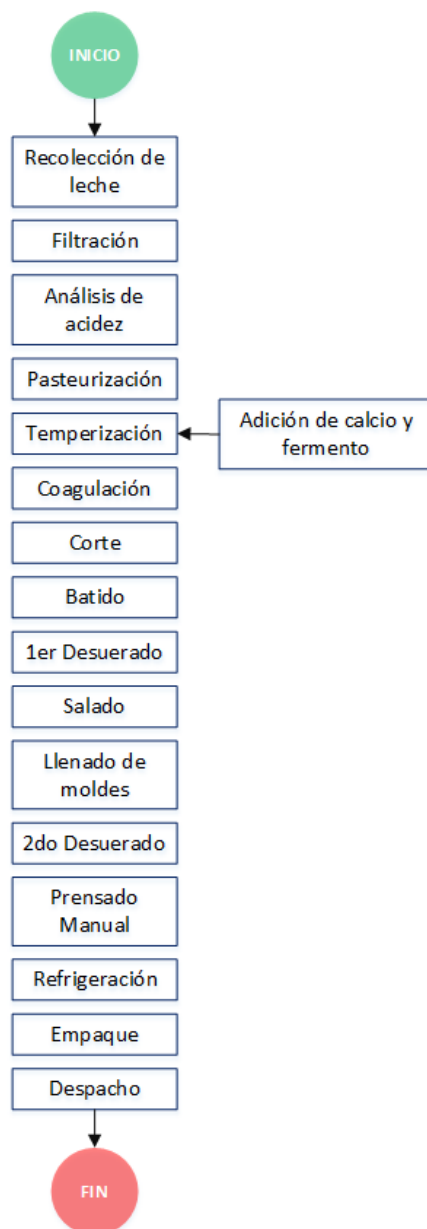 INICIO
Recolección de
leche
Filtración
Análisis de
acidez
Pasteurización
Temperización
Adición de calcio y
fermento
Coagulación
Corte
Batido
1er Desuerado
Salado
Llenado de
moldes
2do Desuerado
Prensado
Manual
Refrigeración
Empaque
Despacho
FIN